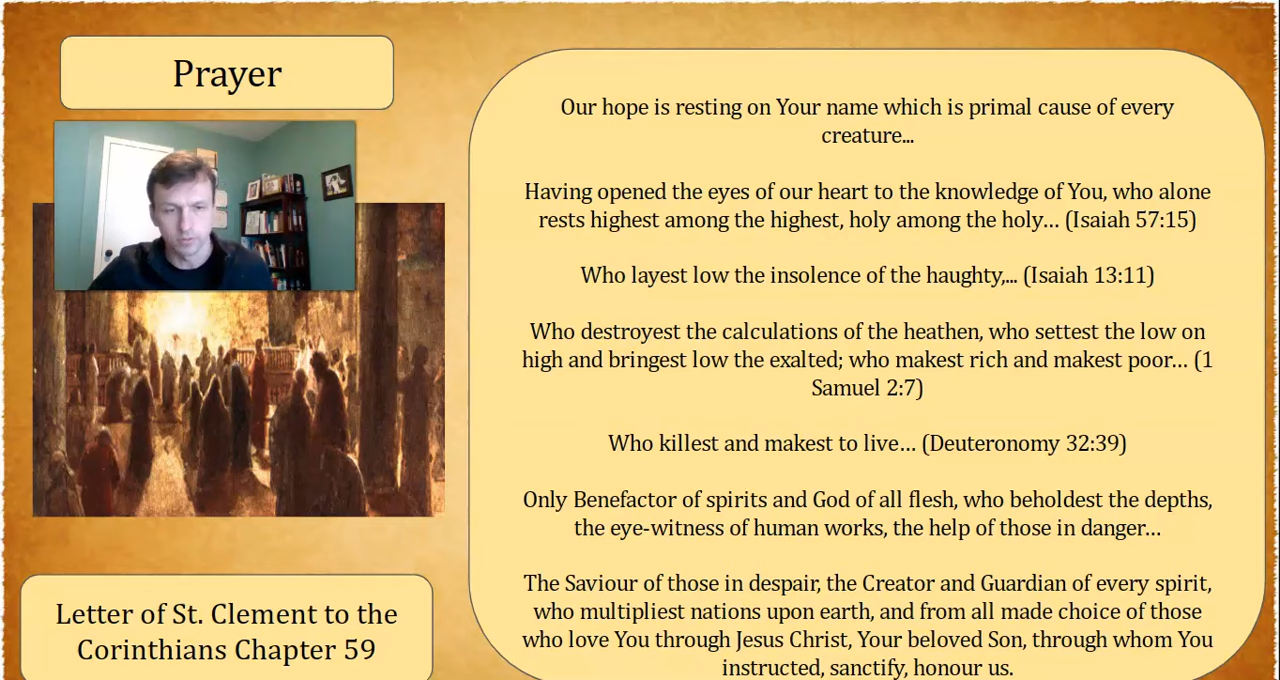 Prayer
Our hope is resting on Your name which is primal cause of every
creature...
Having opened the eyes of our heart to the knowledge of You, who alone
rests highest among the highest, holy among the holy… (Isaiah 57:15)
Who layest low the insolence of the haughty,... (Isaiah 13:11)
Who destroyest the calculations of the heathen, who settest the low on
high and bringest low the exalted; who makest rich and makest poor… (1
Samuel 2:7)
Who killest and makest to live… (Deuteronomy 32:39)
Only Benefactor of spirits and God of all flesh, who beholdest the depths,
the eye-witness of human works, the help of those in danger…
The Saviour of those in despair, the Creator and Guardian of every spirit,
who multipliest nations upon earth, and from all made choice of those
who love You through Jesus Christ, Your beloved Son, through whom You
instructed, sanctify, honour us.
Letter of St. Clement to the
Corinthians Chapter 59